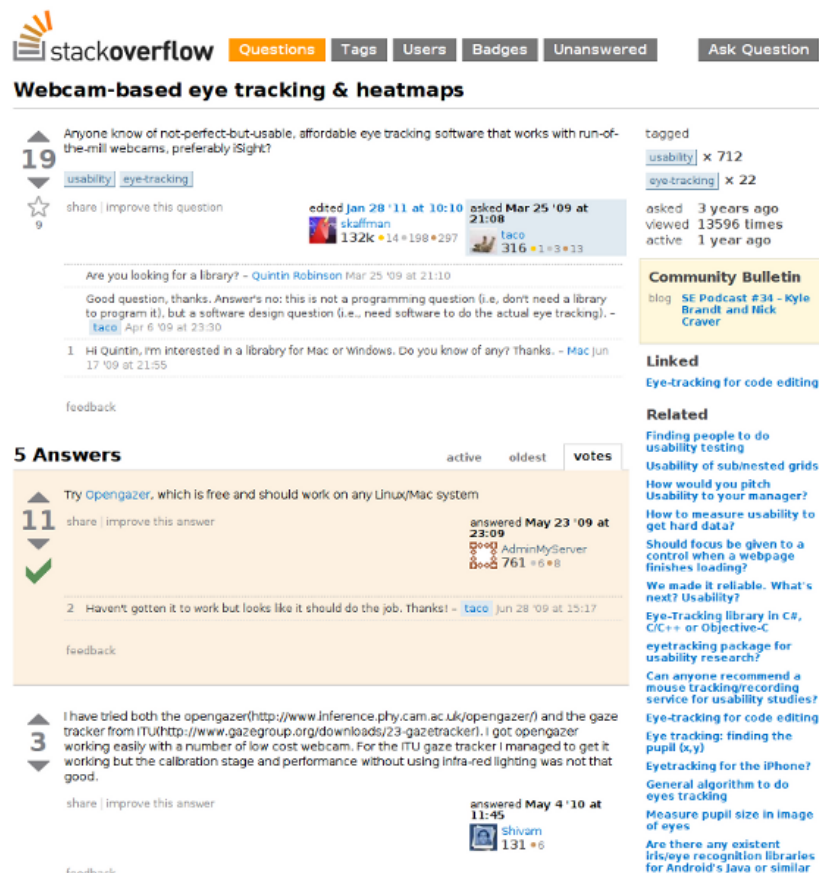 stackoverflow
Questions
Tags
Users
Badges
Unanswered
Ask Question
Webcam-based eye tracking & heatmaps
19
9
Anyone know of not-perfect-but-usable, affordable eye tracking software that works with run-of-
the-mill webcams, preferably iSight?
usability eye-tracking
share | improve this question
edited Jan 28 '11 at 10:10
skaffman
132k 14 198 297
asked Mar 25 '09 at
21:08
taco
316 1 3 13
Are you looking for a library? – Quintin Robinson Mar 25 '09 at 21:10
Good question, thanks. Answer's no: this is not a programming question (i.e, don't need a library
to program it), but a software design question (i.e., need software to do the actual eye tracking). –
taco Apr 6 '09 at 23:30
1 Hi Quintin, I'm interested in a librabry for Mac or Windows. Do you know of any? Thanks. – Mac Jun
17 '09 at 21:55
feedback
5 Answers
active
oldest
votes
11
Try Opengazer, which is free and should work on any Linux/Mac system
share | improve this answer
answered May 23 '09 at
23:09
AdminMyServer
761 6 8
2 Haven't gotten it to work but looks like it should do the job. Thanks! – taco Jun 28 '09 at 15:17
feedback
3
I have tried both the opengazer(http://www.inference.phy.cam.ac.uk/opengazer/) and the gaze
tracker from ITU(http://www.gazegroup.org/downloads/23-gazetracker). I got opengazer
working easily with a number of low cost webcam. For the ITU gaze tracker I managed to get it
working but the calibration stage and performance without using infra-red lighting was not that
good.
share | improve this answer
answered May 4 '10 at
11:45
Shivam
131 6
feedback
tagged
usability × 712
eye-tracking × 22
asked 3 years ago
viewed 13596 times
active 1 year ago
Community Bulletin
blog SE Podcast #34 – Kyle
Brandt and Nick
Craver
Linked
Eye-tracking for code editing
Related
Finding people to do
usability testing
Usability of sub/nested grids
How would you pitch
Usability to your manager?
How to measure usability to
get hard data?
Should focus be given to a
control when a webpage
finishes loading?
We made it reliable. What's
next? Usability?
Eye-Tracking library in C#,
C/C++ or Objective-C
eyetracking package for
usability research?
Can anyone recommend a
mouse tracking/recording
service for usability studies?
Eye-tracking for code editing
Eye tracking: finding the
pupil (x,y)
Eyetracking for the iPhone?
General algorithm to do
eyes tracking
Measure pupil size in image
of eyes
Are there any existent
iris/eye recognition libraries
for Android's Java or similar